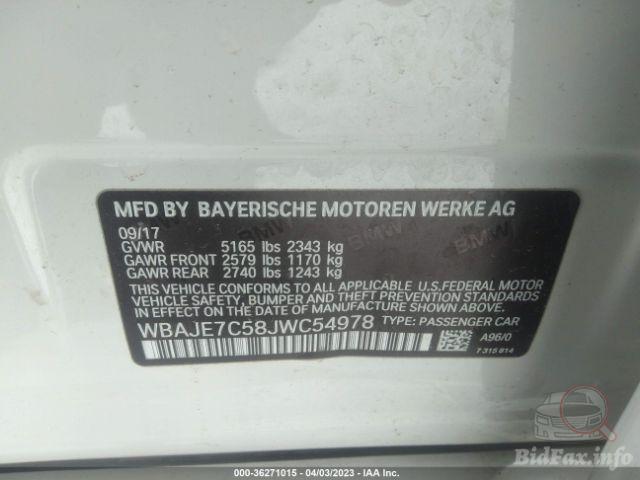 MFD BY BAYERISCHE MOTOREN WERKE AG
09/17
GVWR 5165 lbs 2343 kg
GAWR FRONT 2579 lbs 1170 kg
GAWR REAR 2740 lbs 1243 kg
THIS VEHICLE CONFORMS TO ALL APPLICABLE U.S.FEDERAL MOTOR
VEHICLE SAFETY, BUMPER AND THEFT PREVENTION STANDARDS
IN EFFECT ON THE DATE OF MANUFACTURE SHOWN ABOVE.
WBAJE7C58JWC54978 TYPE: PASSENGER CAR
A96/0
7 315 814
BMW
BMW
BMW
BidFax.info
000-36271015 - 04/03/2023 - IAA Inc.